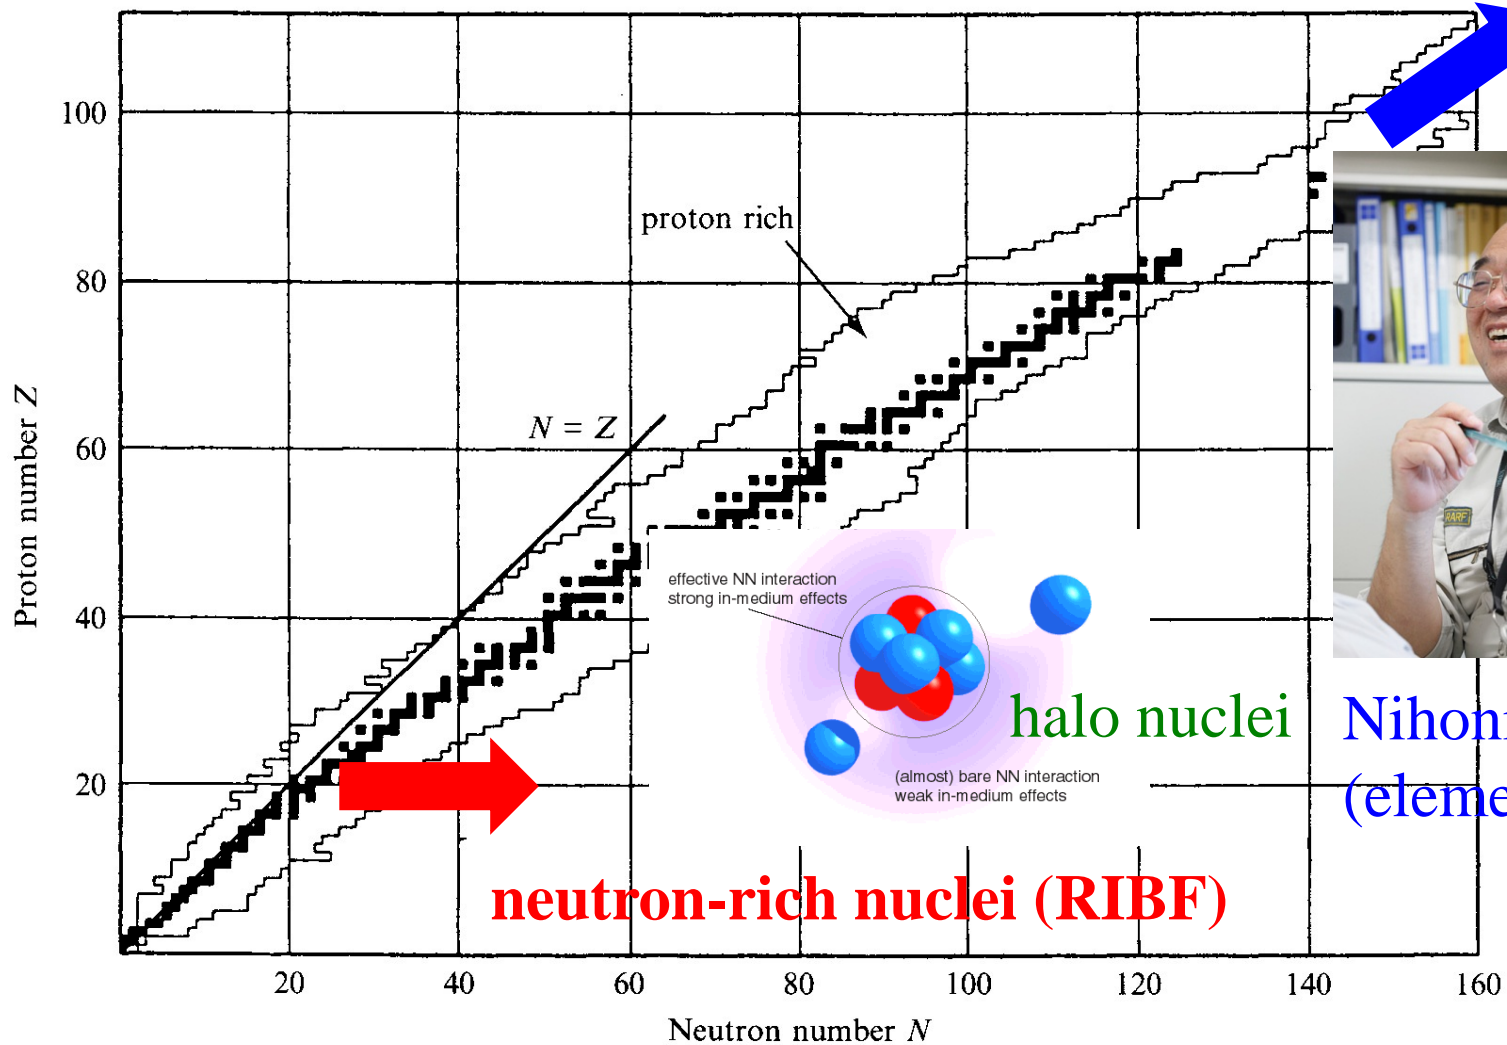 100
80
60
40
20
Proton number Z
proton rich
N = Z
effective NN interaction
strong in-medium effects
RARF
halo nuclei
(almost) bare NN interaction
weak in-medium effects
neutron-rich nuclei (RIBF)
20 40 60 80 100 120 140 160
Neutron number N